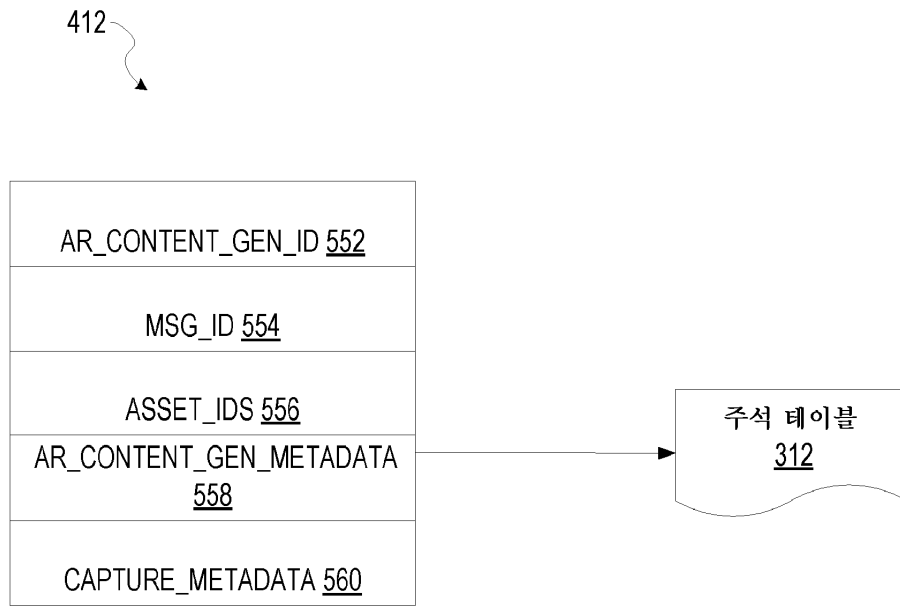 412
AR_CONTENT_GEN_ID 552
MSG_ID 554
ASSET_IDS 556
AR_CONTENT_GEN_METADATA
558
CAPTURE_METADATA 560
주석 테이블
312